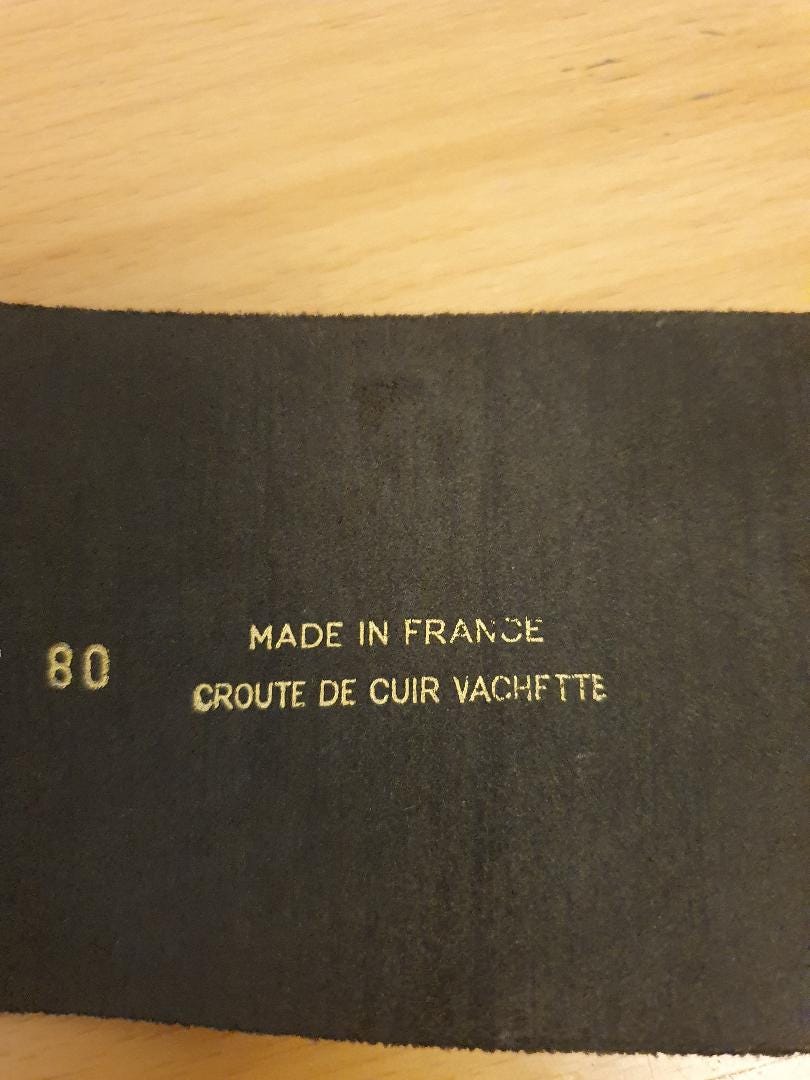 80
MADE IN FRANCE
CROUTE DE CUIR VACHETTE